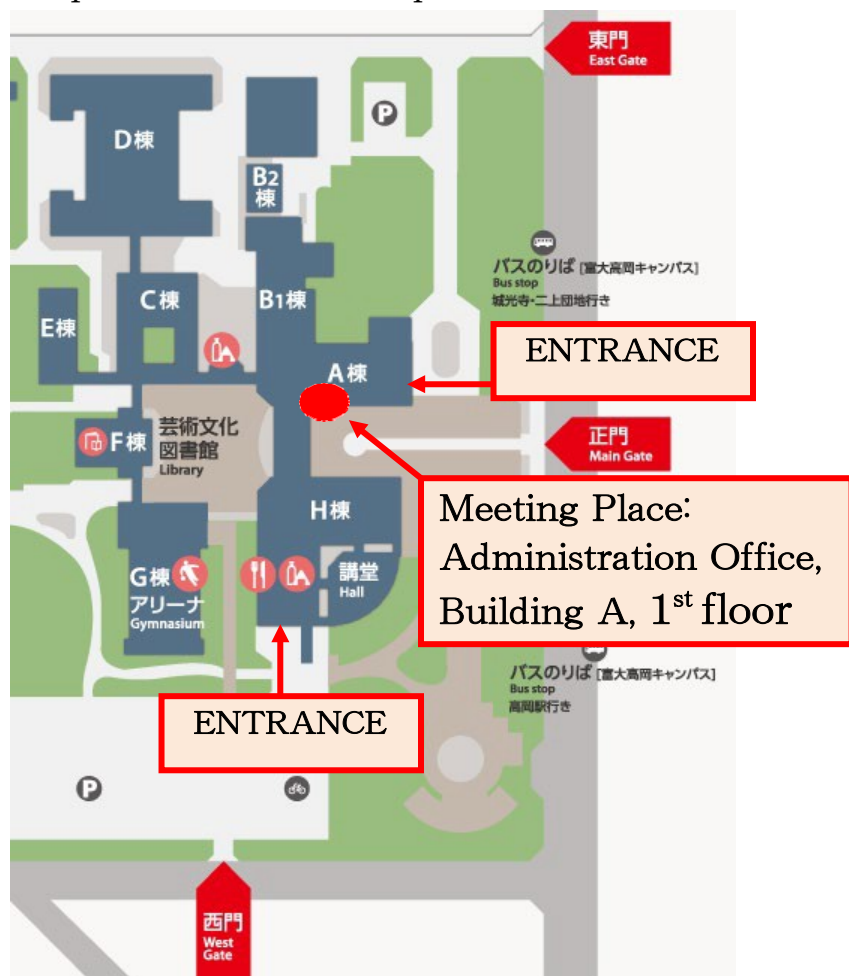 東門
East Gate
P
D棟
B2
棟
バスのりば [富大高岡キャンパス]
Bus stop
城光寺・二上団地行き
C棟
B1棟
E棟
ENTRANCE
A棟
芸術文化
図書館
Library
F棟
正門
Main Gate
Meeting Place:
Administration Office,
Building A, 1st floor
H棟
講堂
Hall
G棟
アリーナ
Gymnasium
バスのりば [富大高岡キャンパス]
Bus stop
高岡駅行き
ENTRANCE
P
西門
West
Gate